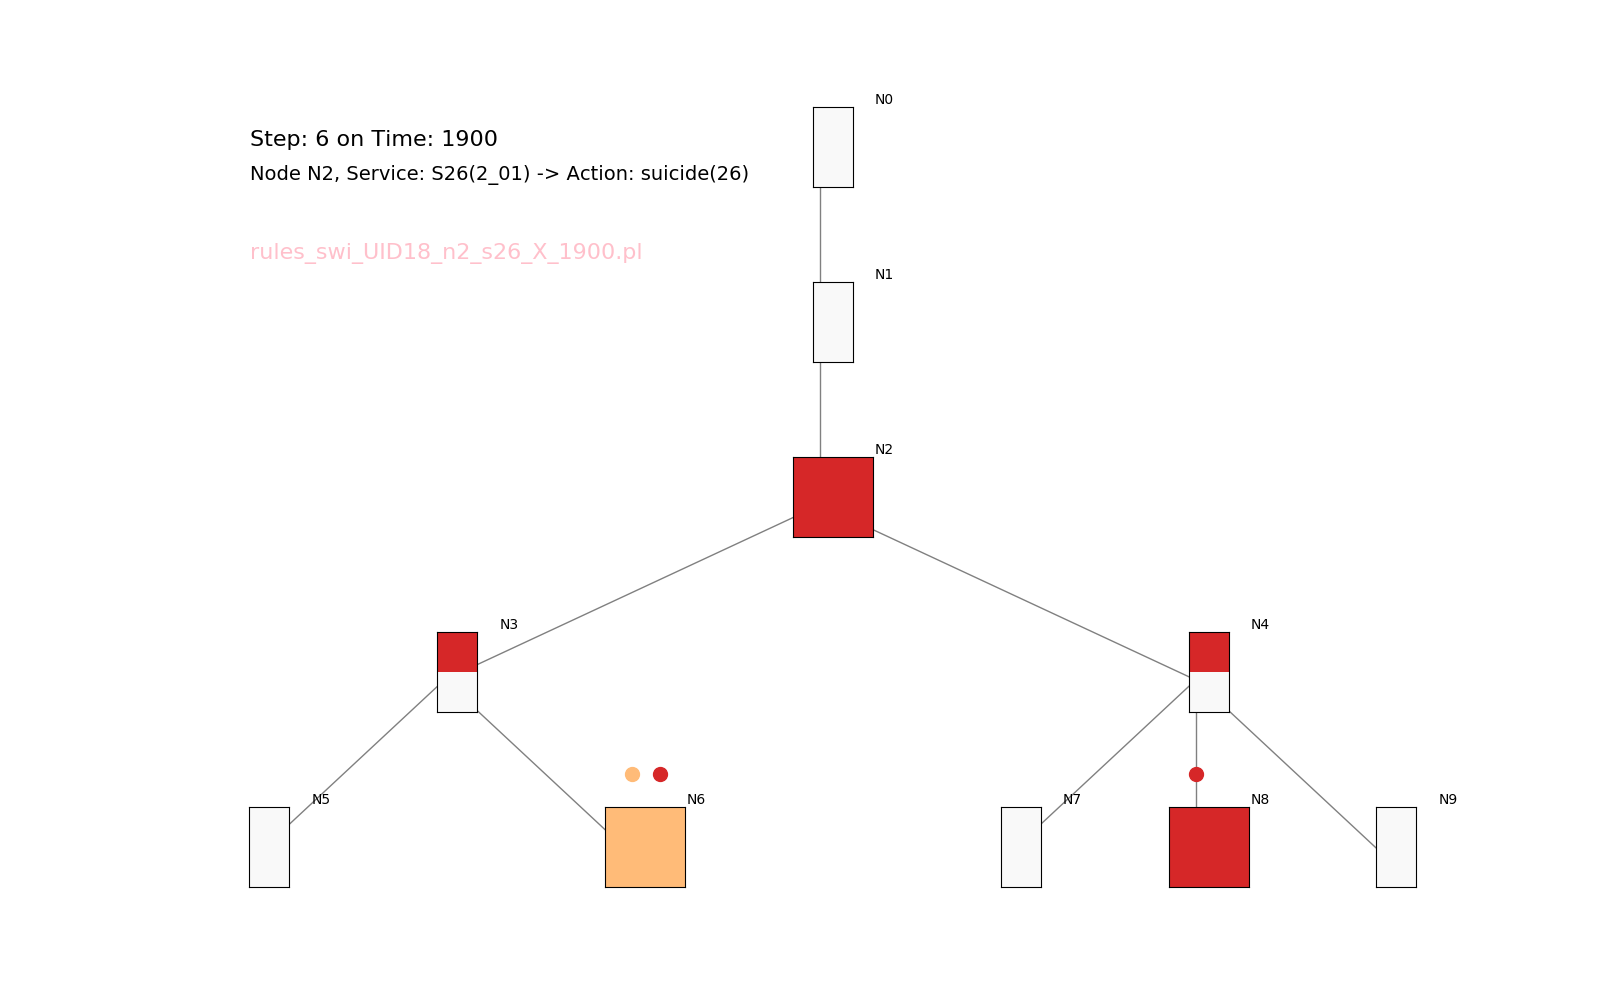 N0
Step: 6 on Time: 1900
Node N2, Service: S26(2_01) -> Action: suicide(26)
rules_swi_UID18_n2_s26_X_1900.pl
N1
N2
N3
N4
N5
N6
N7
N8
N9